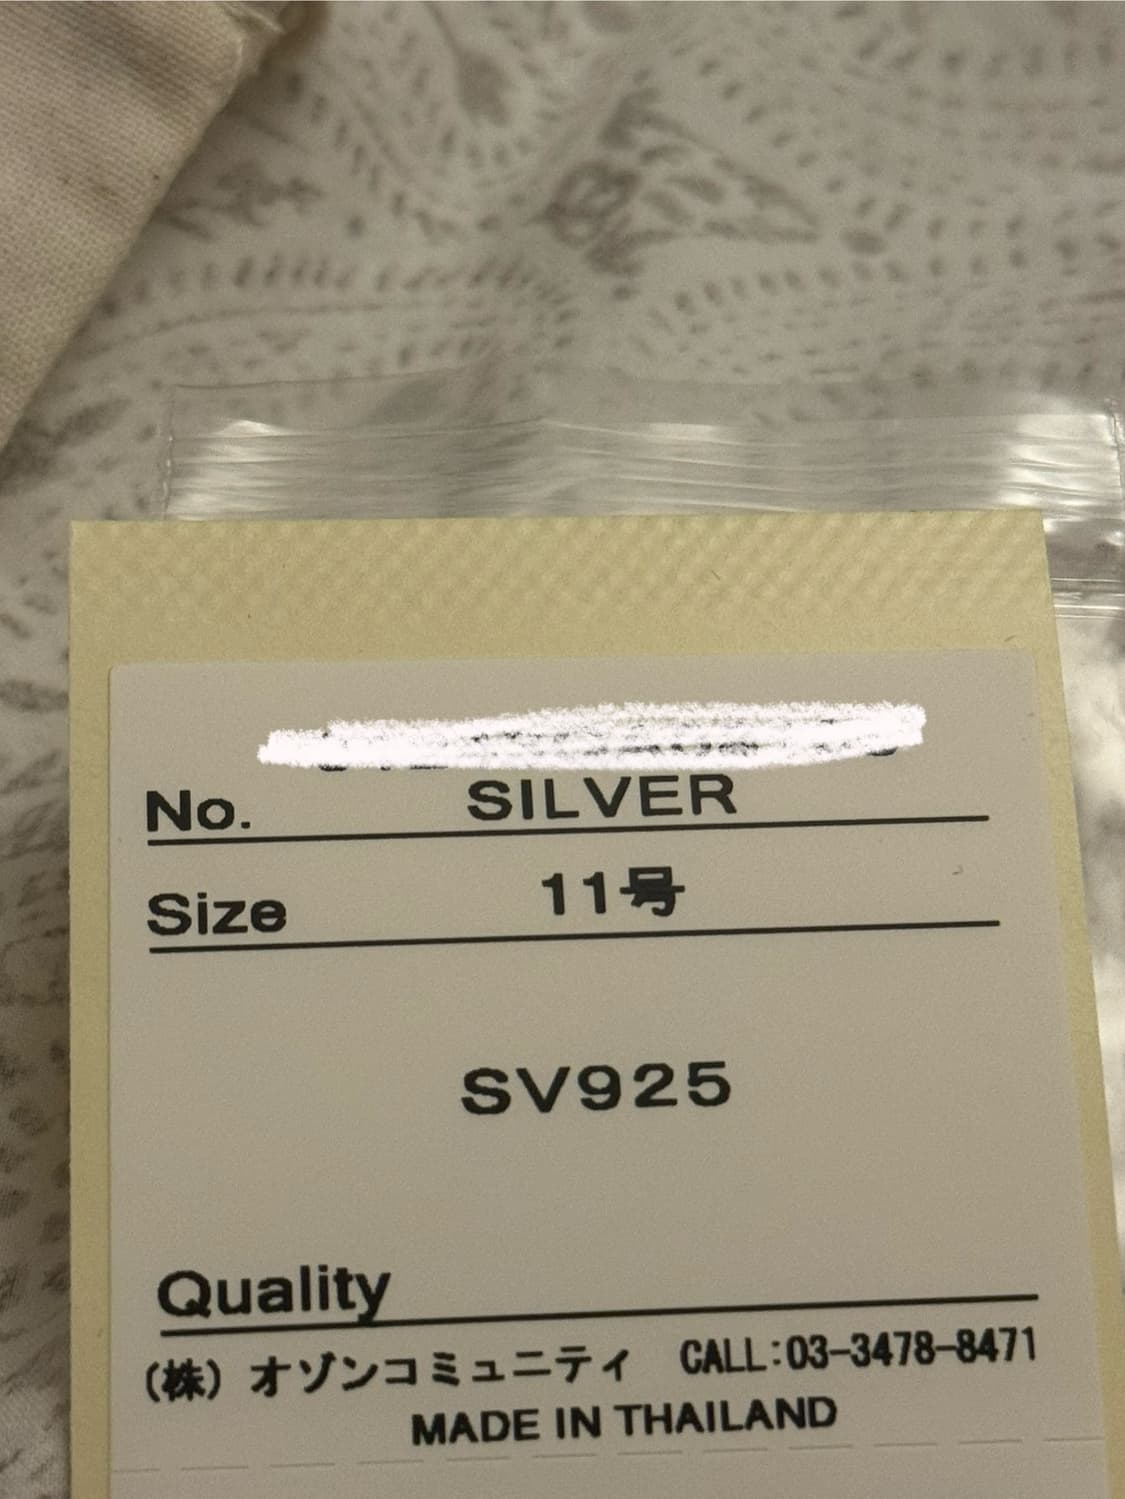 No. SILVER
Size 11号
SV925
Quality
(株) オゾンコミュニティ CALL:03-3478-8471
MADE IN THAILAND